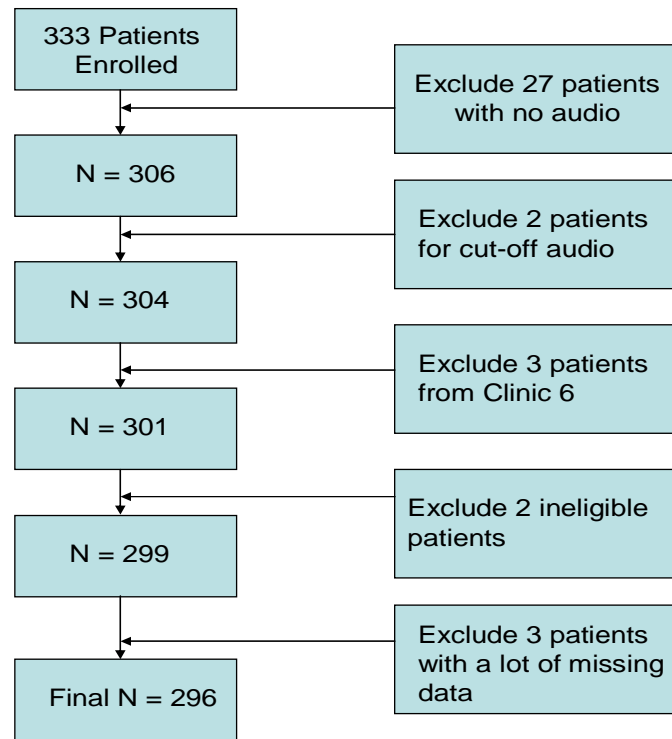 333 Patients
Enrolled
Exclude 27 patients
with no audio
N = 306
Exclude 2 patients
for cut-off audio
N = 304
Exclude 3 patients
from Clinic 6
N = 301
Exclude 2 ineligible
patients
N = 299
Exclude 3 patients
with a lot of missing
data
Final N = 296